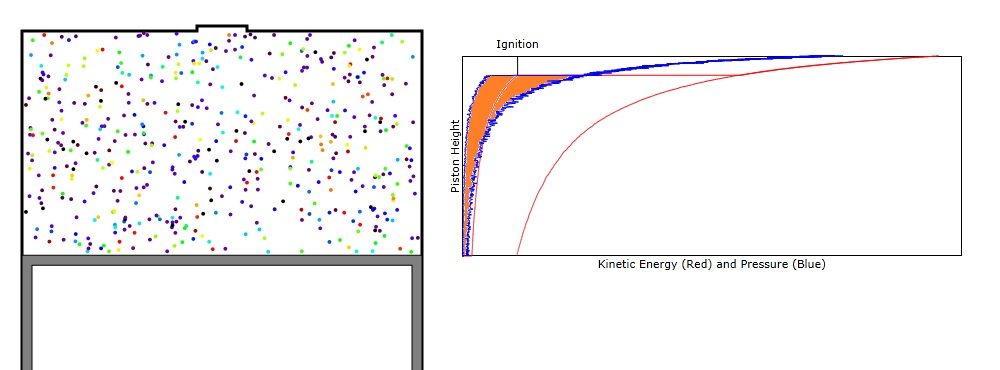 Ignition
Piston Height
Kinetic Energy (Red) and Pressure (Blue)